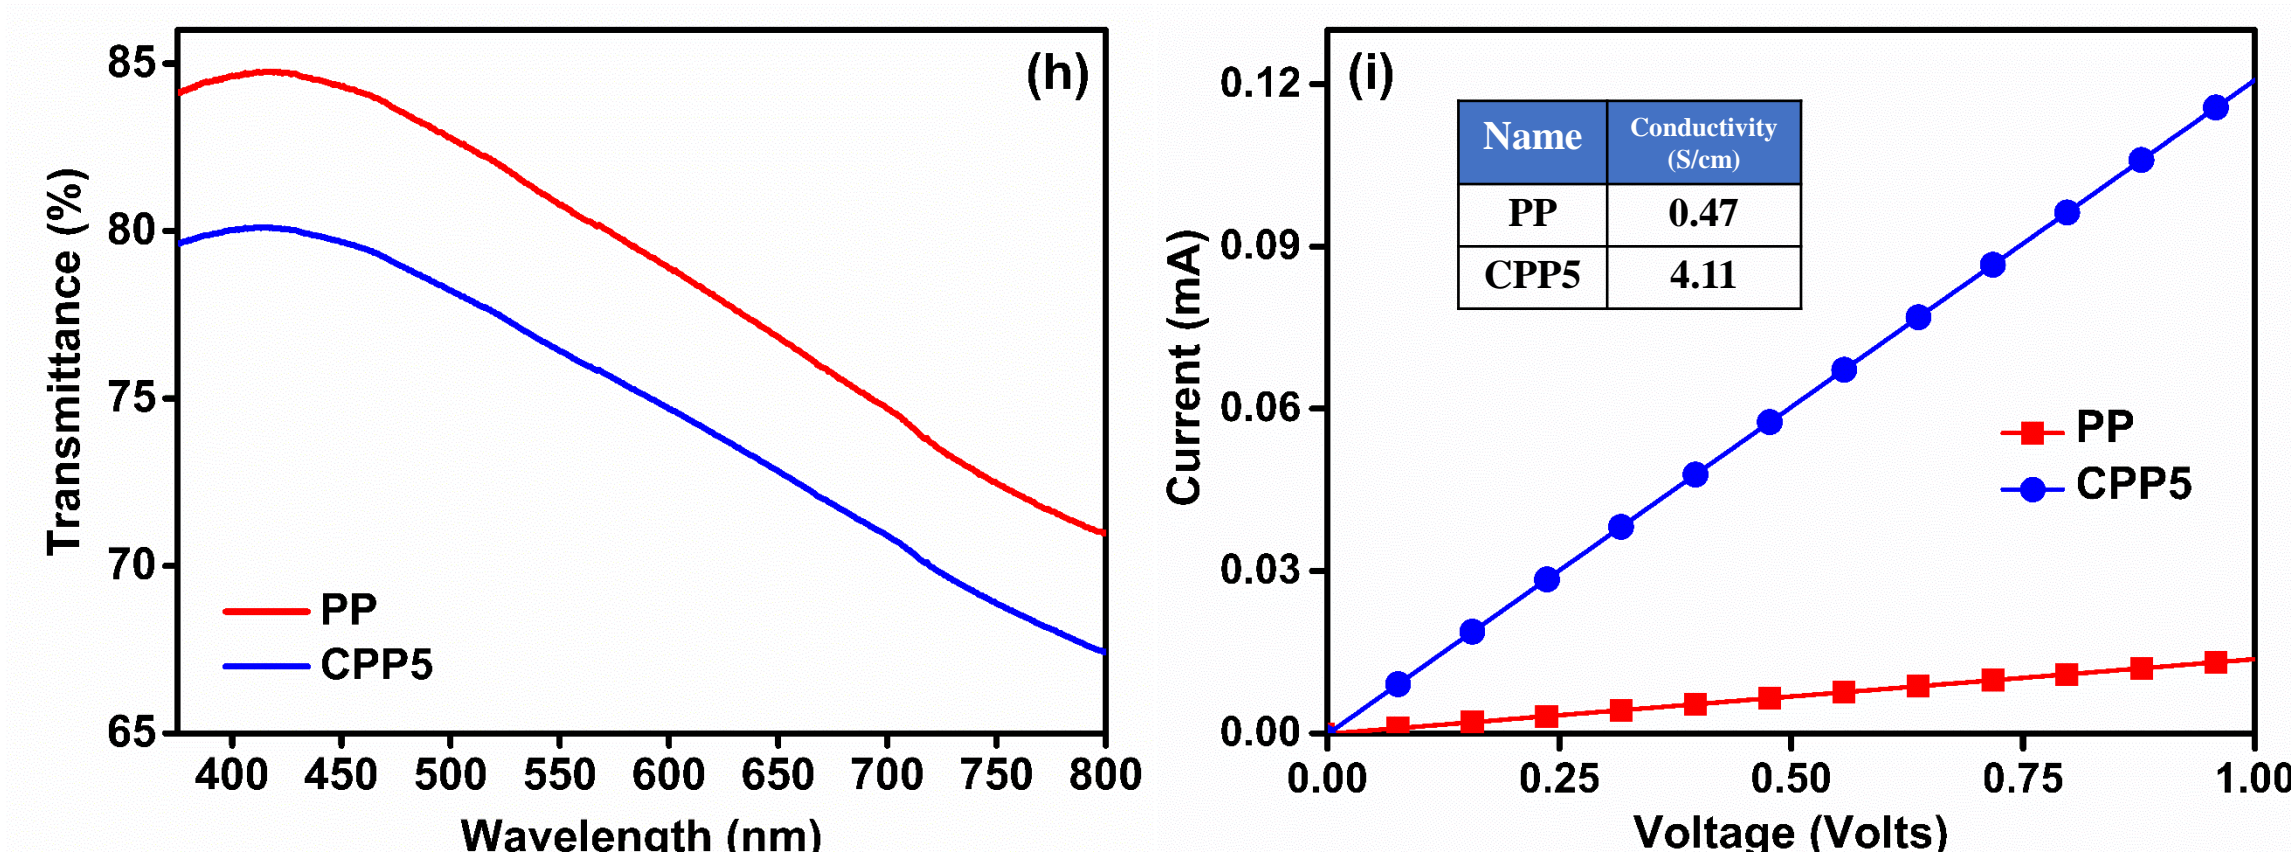 (h)
Transmittance (%)
85
80
75
70
65
PP
CPP5
400 450 500 550 600 650 700 750 800
Wavelength (nm)
(i)
Current (mA)
0.12
0.09
0.06
0.03
0.00
Name Conductivity (S/cm)
PP 0.47
CPP5 4.11
PP
CPP5
0.00 0.25 0.50 0.75 1.00
Voltage (Volts)